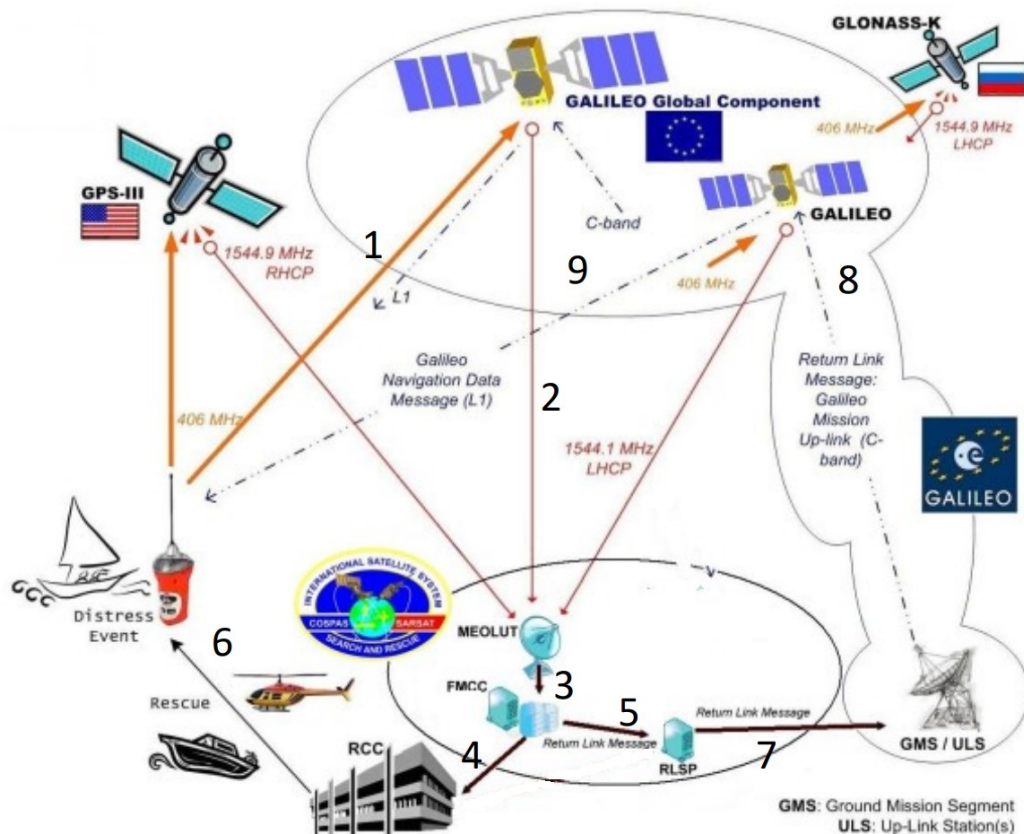 GLONASS-K
GALILEO Global Component
406 MHz
1544.9 MHz
LHCP
GPS-III
GALILEO
C-band
1
1544.9 MHz
RHCP
9
8
406 MHz
L1
Galileo
Navigation Data
Message (L1)
Return Link
Message:
Galileo
Mission
Up-link (C-
band)
2
406 MHz
1544.1 MHz
LHCP
GALILEO
INTERNATIONAL SATELLITE SYSTEM
COSPAS SARSAT
SEARCH AND RESCUE
Distress
Event
MEOLUT
6
3
FMCC
Rescue
5
Return Link Message
Return Link Message
RCC
4
RLSP
7
GMS / ULS
GMS: Ground Mission Segment
ULS: Up-Link Station(s)